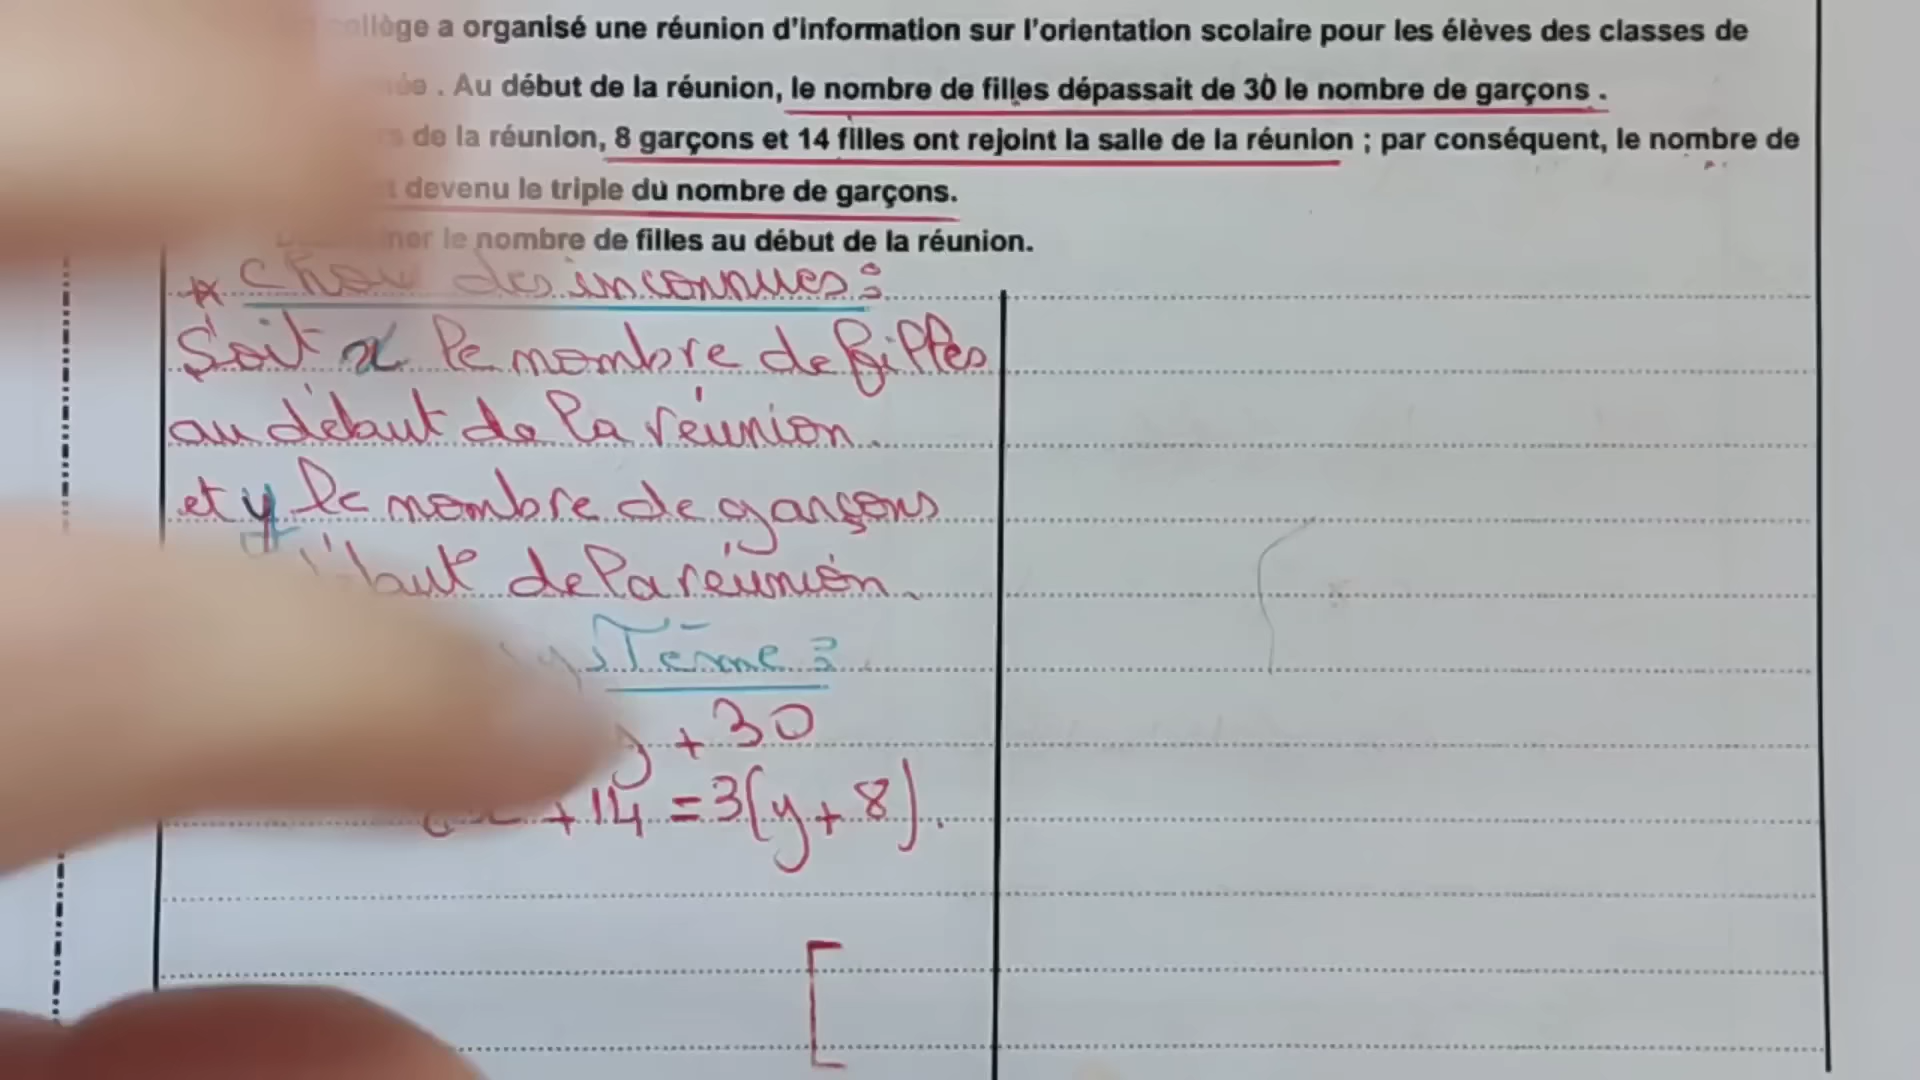 collège a organisé une réunion d'information sur l'orientation scolaire pour les élèves des classes de
. Au début de la réunion, le nombre de filles dépassait de 30 le nombre de garçons .
de la réunion, 8 garçons et 14 filles ont rejoint la salle de la réunion ; par conséquent, le nombre de
devenu le triple du nombre de garçons.
le nombre de filles au début de la réunion.
des inconnues :
Soit x le nombre de filles
au début de la réunion.
et y le nombre de garçons
de la réunion.
système :
y + 30
+ 14 = 3(y + 8).